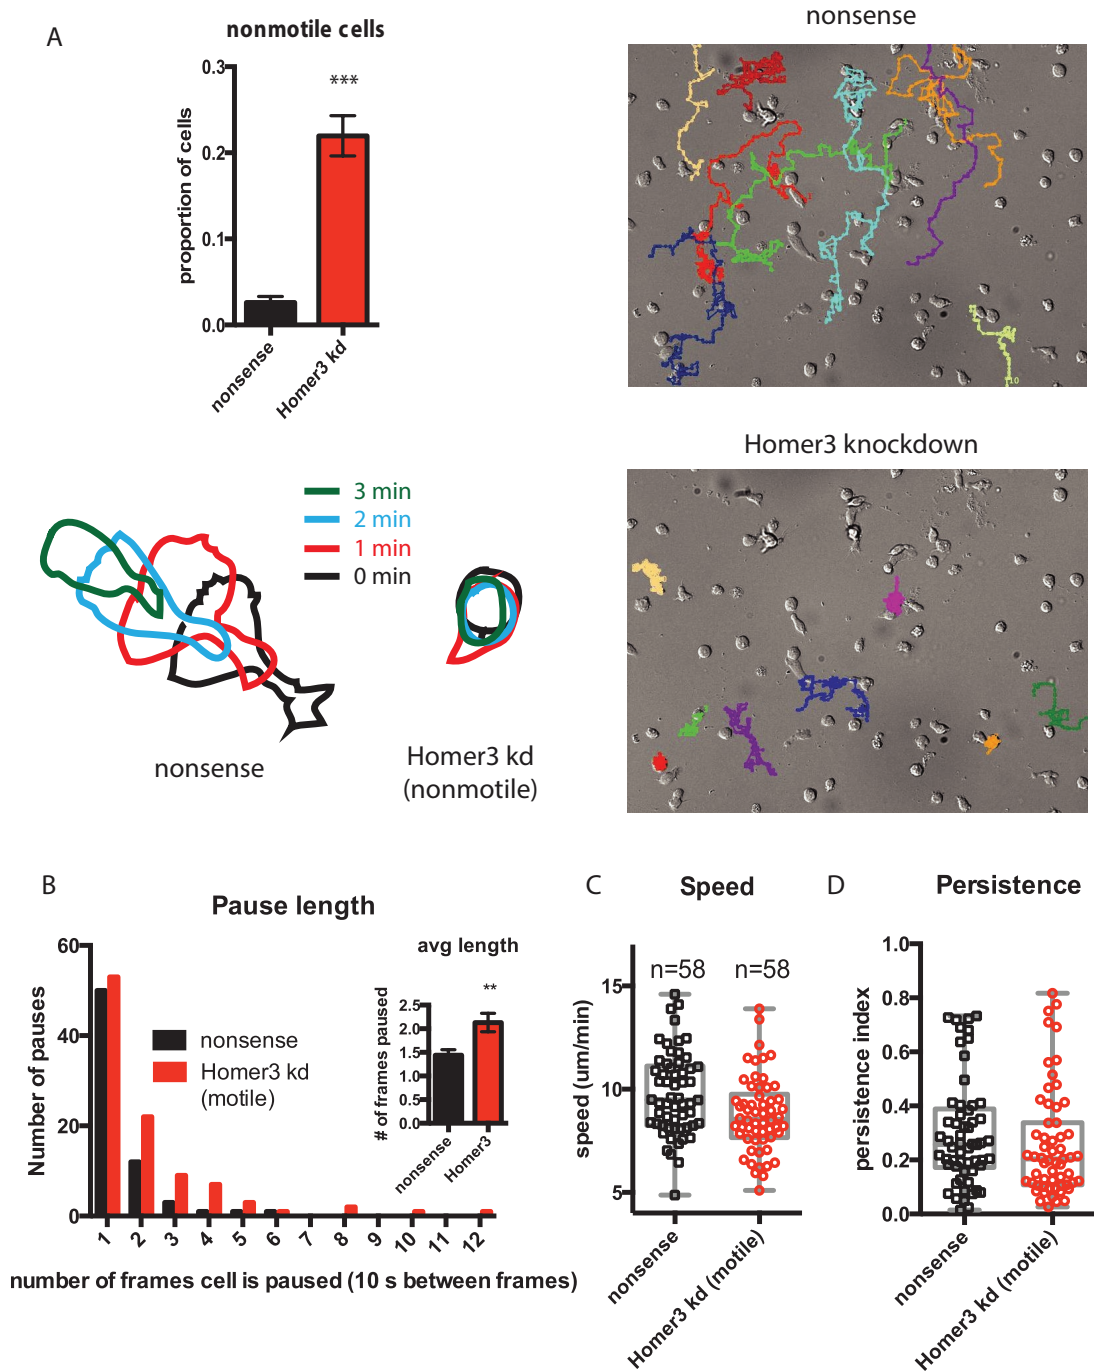 A
nonmotile cells
0.3
0.2
0.1
0.0
proportion of cells
***
nonsense
Homer3 kd
nonsense
10
3 min
2 min
1 min
0 min
nonsense
Homer3 kd
(nonmotile)
Homer3 knockdown
B
Pause length
60
40
20
0
Number of pauses
nonsense
Homer3 kd
(motile)
1
2
3
4
5
6
7
8
9
10
11
12
number of frames cell is paused (10 s between frames)
avg length
2.5
2.0
1.5
1.0
0.5
0.0
# of frames paused
**
nonsense
Homer3
C
Speed
n=58
n=58
15
10
5
speed (um/min)
nonsense
Homer3 kd (motile)
D
Persistence
1.0
0.8
0.6
0.4
0.2
0.0
persistence index
nonsense
Homer3 kd (motile)